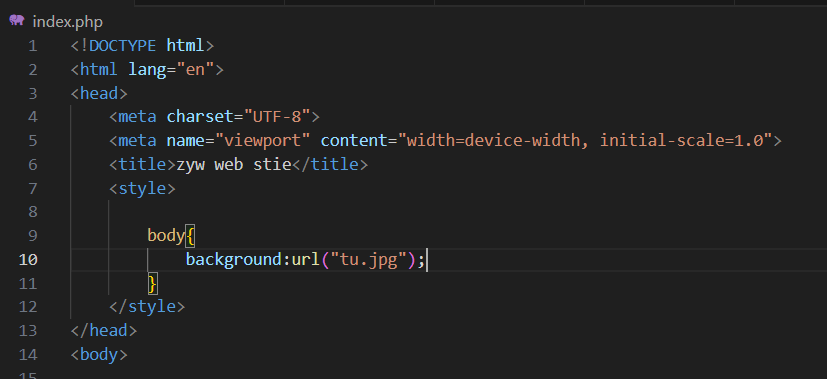 index.php
1 <!DOCTYPE html>
2 <html lang="en">
3 <head>
4 <meta charset="UTF-8">
5 <meta name="viewport" content="width=device-width, initial-scale=1.0">
6 <title>zyw web stie</title>
7 <style>
8
9 body{
10 background:url("tu.jpg");
11 }
12 </style>
13 </head>
14 <body>
15